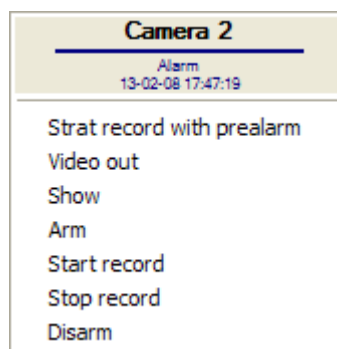 Camera 2
Alarm
13-02-08 17:47:19
Strat record with prealarm
Video out
Show
Arm
Start record
Stop record
Disarm